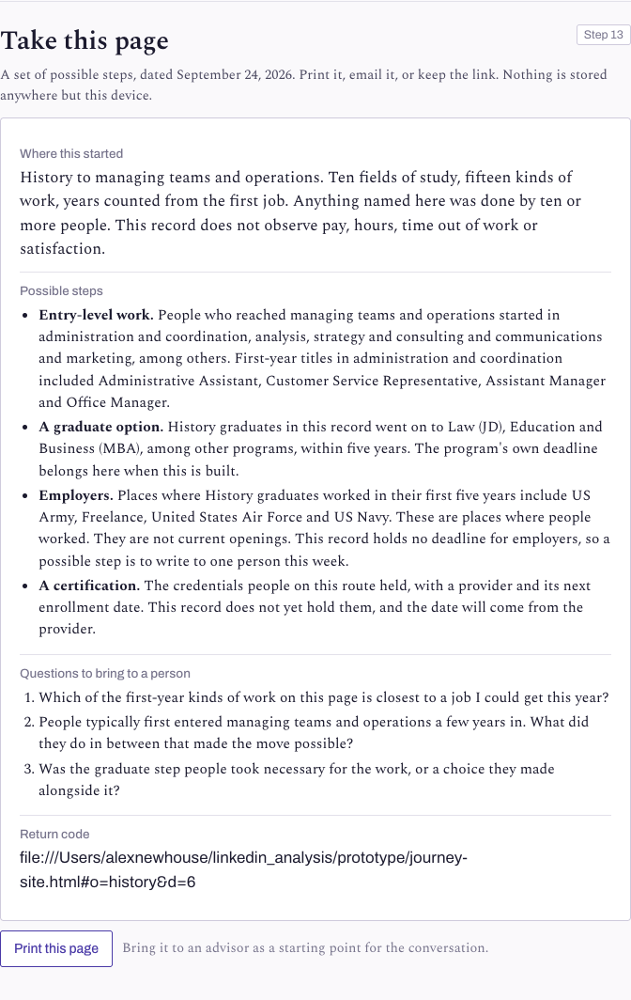 Take this page
Step 13
A set of possible steps, dated September 24, 2026. Print it, email it, or keep the link. Nothing is stored
anywhere but this device.
Where this started
History to managing teams and operations. Ten fields of study, fifteen kinds of
work, years counted from the first job. Anything named here was done by ten or
more people. This record does not observe pay, hours, time out of work or
satisfaction.
Possible steps
• Entry-level work. People who reached managing teams and operations started in
administration and coordination, analysis, strategy and consulting and communications
and marketing, among others. First-year titles in administration and coordination
included Administrative Assistant, Customer Service Representative, Assistant Manager
and Office Manager.
• A graduate option. History graduates in this record went on to Law (JD), Education and
Business (MBA), among other programs, within five years. The program's own deadline
belongs here when this is built.
• Employers. Places where History graduates worked in their first five years include US
Army, Freelance, United States Air Force and US Navy. These are places where people
worked. They are not current openings. This record holds no deadline for employers, so a
possible step is to write to one person this week.
• A certification. The credentials people on this route held, with a provider and its next
enrollment date. This record does not yet hold them, and the date will come from the
provider.
Questions to bring to a person
1. Which of the first-year kinds of work on this page is closest to a job I could get this year?
2. People typically first entered managing teams and operations a few years in. What did
they do in between that made the move possible?
3. Was the graduate step people took necessary for the work, or a choice they made
alongside it?
Return code
file:///Users/alexnewhouse/linkedin_analysis/prototype/journey-
site.html#o=history&d=6
Print this page
Bring it to an advisor as a starting point for the conversation.